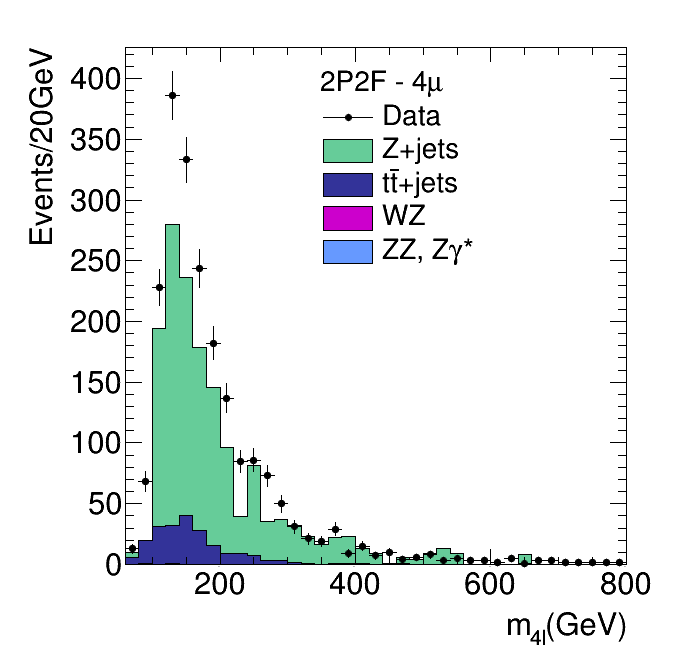 Events/20GeV
400
350
300
250
200
150
100
50
0
2P2F - 4μ
Data
Z+jets
tt̄+jets
WZ
ZZ, Zγ*
200 400 600 800
m4l(GeV)